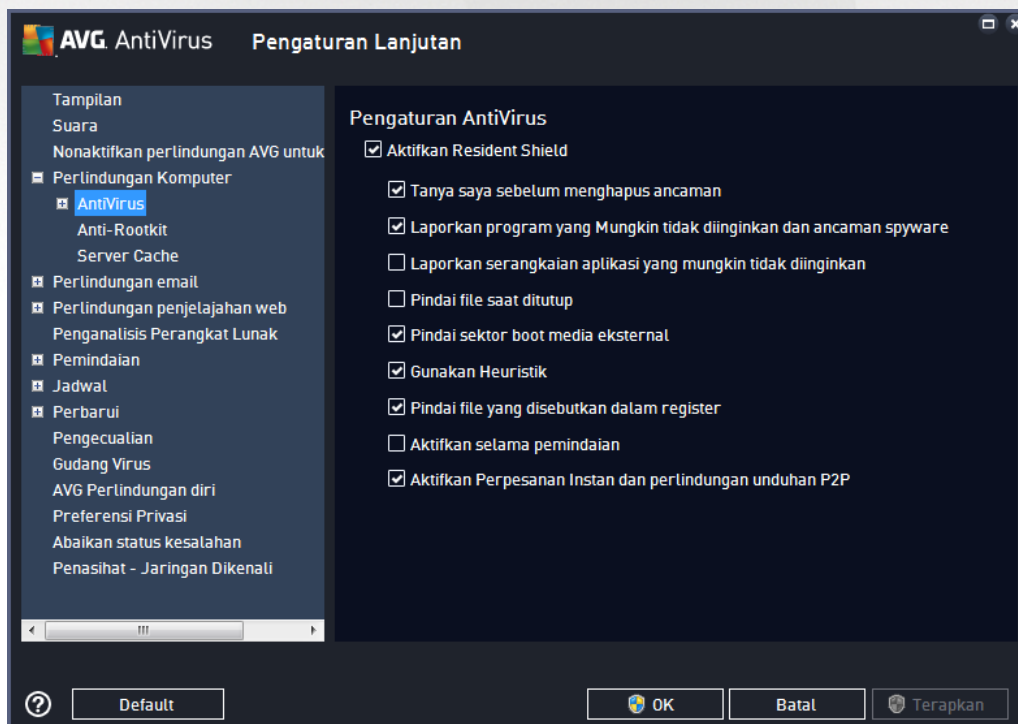 AVG. AntiVirus Pengaturan Lanjutan
Tampilan
Suara
Nonaktifkan perlindungan AVG untuk
Perlindungan Komputer
AntiVirus
Anti-Rootkit
Server Cache
Perlindungan email
Perlindungan penjelajahan web
Penganalisis Perangkat Lunak
Pemindaian
Jadwal
Perbarui
Pengecualian
Gudang Virus
AVG Perlindungan diri
Preferensi Privasi
Abaikan status kesalahan
Penasihat - Jaringan Dikenali
Pengaturan AntiVirus
Aktifkan Resident Shield
Tanya saya sebelum menghapus ancaman
Laporkan program yang Mungkin tidak diinginkan dan ancaman spyware
Laporkan serangkaian aplikasi yang mungkin tidak diinginkan
Pindai file saat ditutup
Pindai sektor boot media eksternal
Gunakan Heuristik
Pindai file yang disebutkan dalam register
Aktifkan selama pemindaian
Aktifkan Perpesanan Instan dan perlindungan unduhan P2P
? Default OK Batal Terapkan